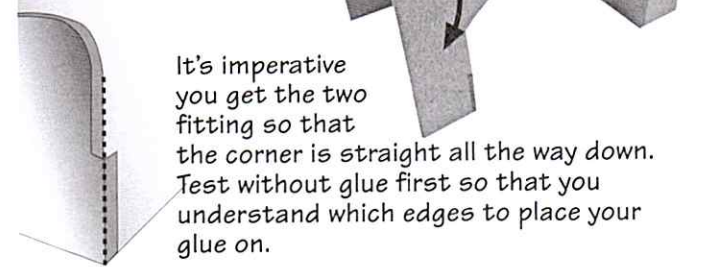 It's imperative
you get the two
fitting so that
the corner is straight all the way down.
Test without glue first so that you
understand which edges to place your
glue on.